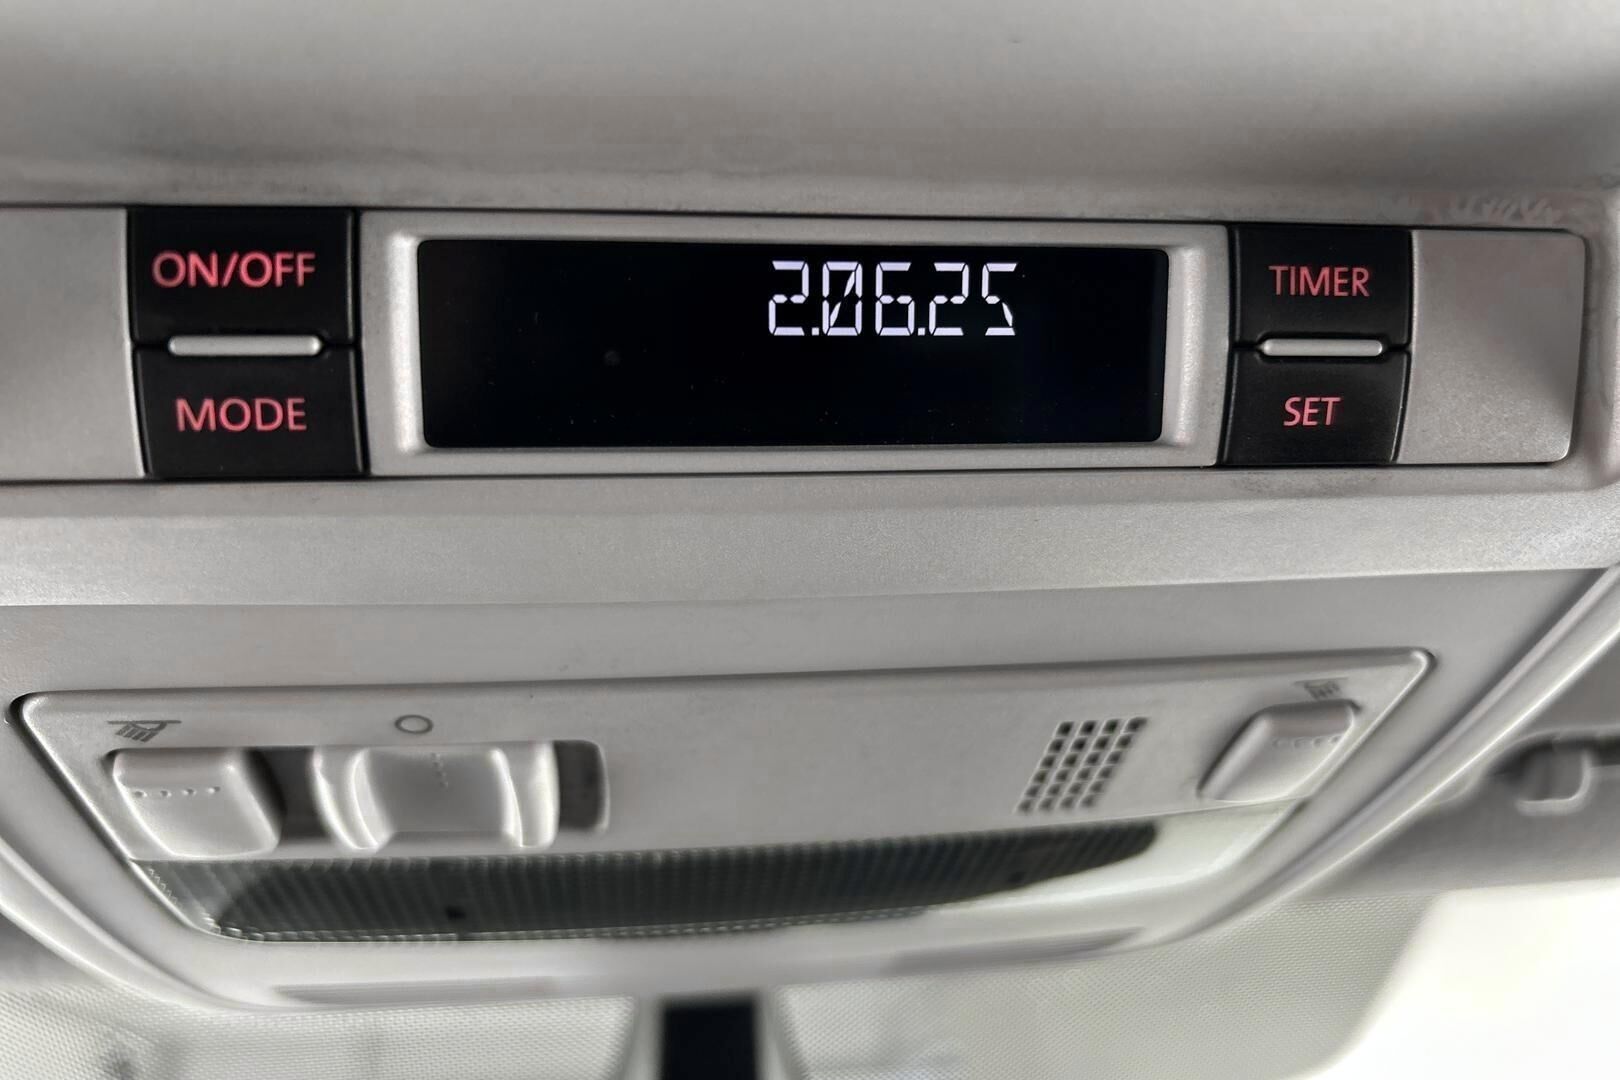 ON/OFF
2.06.25
TIMER
MODE
SET